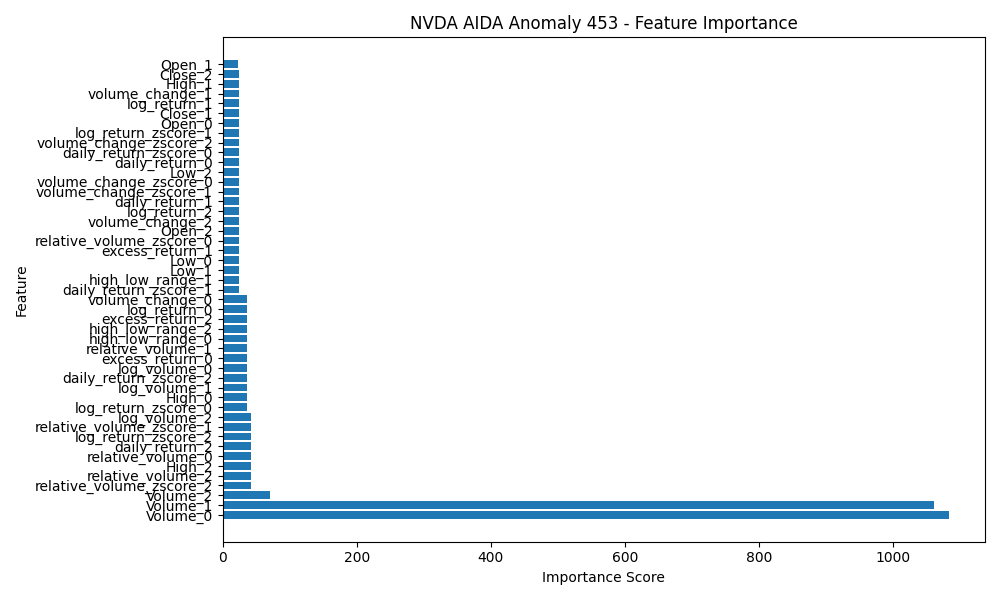 NVDA AIDA Anomaly 453 - Feature Importance
Open_1
Close_2
High_1
volume_change_1
log_return_1
Close_1
Open_0
log_return_zscore_1
volume_change_zscore_2
daily_return_zscore_0
daily_return_0
Low_2
volume_change_zscore_0
volume_change_zscore_1
daily_return_1
log_return_2
volume_change_2
Open_2
relative_volume_zscore_0
excess_return_1
Low_0
Low_1
high_low_range_1
daily_return_zscore_1
volume_change_0
log_return_0
excess_return_2
high_low_range_2
high_low_range_0
relative_volume_1
excess_return_0
log_volume_0
daily_return_zscore_2
log_volume_1
High_0
log_return_zscore_0
log_volume_2
relative_volume_zscore_1
log_return_zscore_2
daily_return_2
relative_volume_0
High_2
relative_volume_2
relative_volume_zscore_2
Volume_2
Volume_1
Volume_0
Feature
0 200 400 600 800 1000
Importance Score